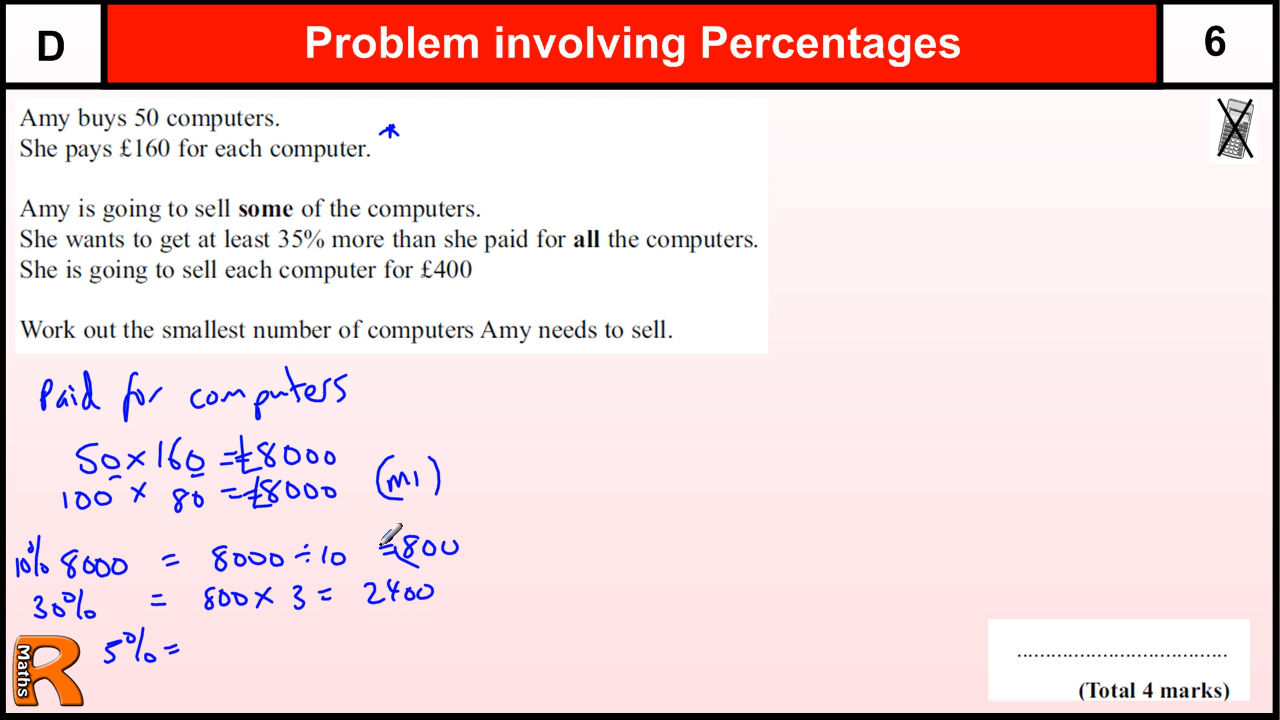 D
Problem involving Percentages
6
Amy buys 50 computers.
She pays £160 for each computer. *
Amy is going to sell some of the computers.
She wants to get at least 35% more than she paid for all the computers.
She is going to sell each computer for £400
Work out the smallest number of computers Amy needs to sell.
Paid for computers
50 × 160 = £8000
100 × 80 = £8000 (M1)
10% 8000 = 8000 ÷ 10 = 800
30% = 800 × 3 = 2400
5% =
R Maths
....................................
(Total 4 marks)